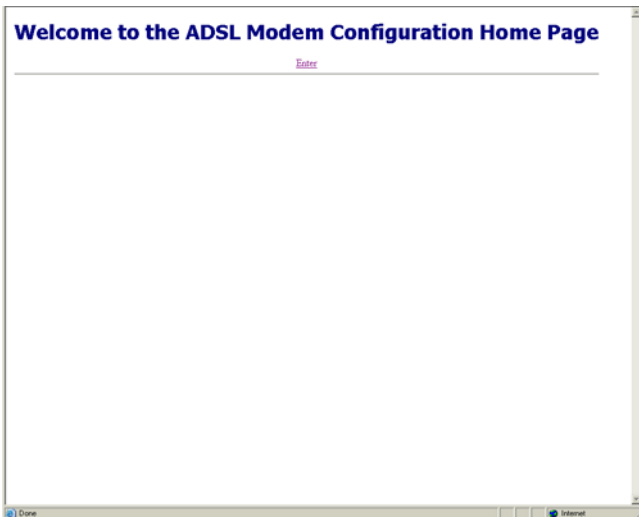 Welcome to the ADSL Modem Configuration Home Page
Enter
Done
Internet